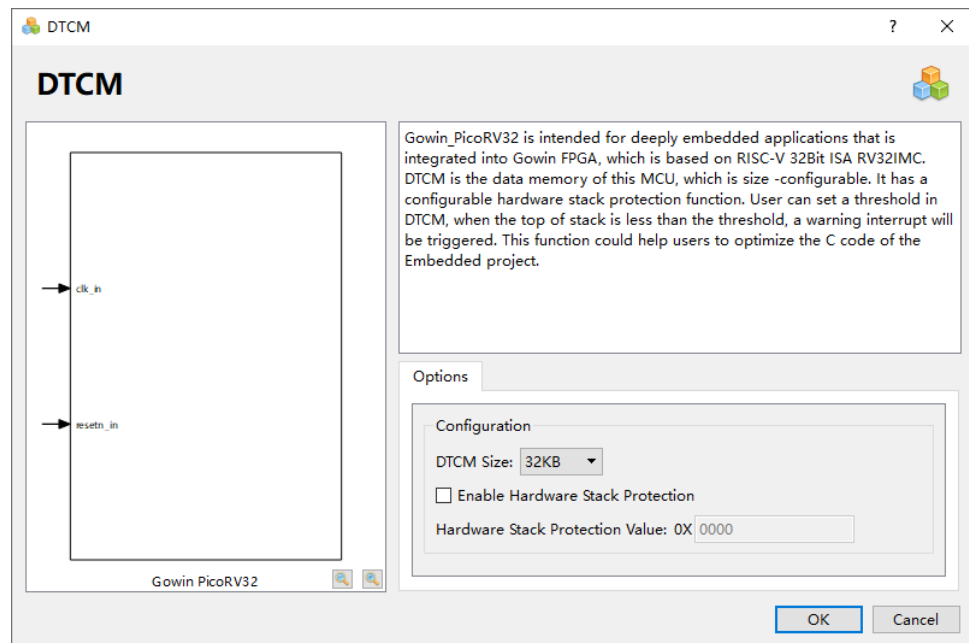 DTCM
?
DTCM
Gowin_PicoRV32 is intended for deeply embedded applications that is
integrated into Gowin FPGA, which is based on RISC-V 32Bit ISA RV32IMC.
DTCM is the data memory of this MCU, which is size -configurable. It has a
configurable hardware stack protection function. User can set a threshold in
DTCM, when the top of stack is less than the threshold, a warning interrupt will
be triggered. This function could help users to optimize the C code of the
Embedded project.
clk_in
resetn_in
Gowin PicoRV32
Options
Configuration
DTCM Size: 32KB
Enable Hardware Stack Protection
Hardware Stack Protection Value: 0X 0000
OK Cancel